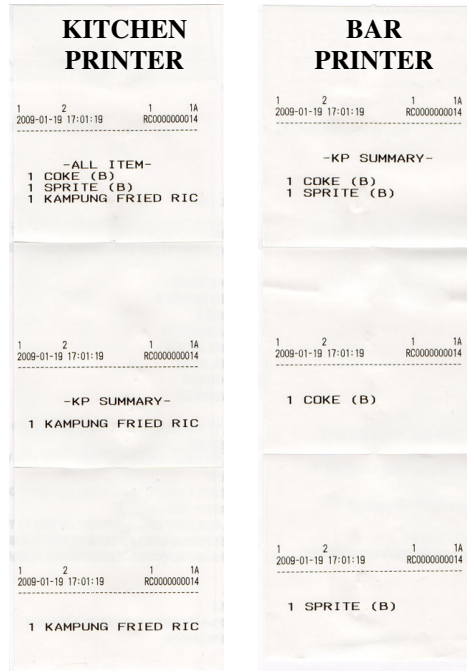 KITCHEN
PRINTER
1 2 1 1A
2009-01-19 17:01:19 RC0000000014
-ALL ITEM-
1 COKE (B)
1 SPRITE (B)
1 KAMPUNG FRIED RIC
1 2 1 1A
2009-01-19 17:01:19 RC0000000014
-KP SUMMARY-
1 KAMPUNG FRIED RIC
1 2 1 1A
2009-01-19 17:01:19 RC0000000014
1 KAMPUNG FRIED RIC
BAR
PRINTER
1 2 1 1A
2009-01-19 17:01:19 RC0000000014
-KP SUMMARY-
1 COKE (B)
1 SPRITE (B)
1 2 1 1A
2009-01-19 17:01:19 RC0000000014
1 COKE (B)
1 2 1 1A
2009-01-19 17:01:19 RC0000000014
1 SPRITE (B)